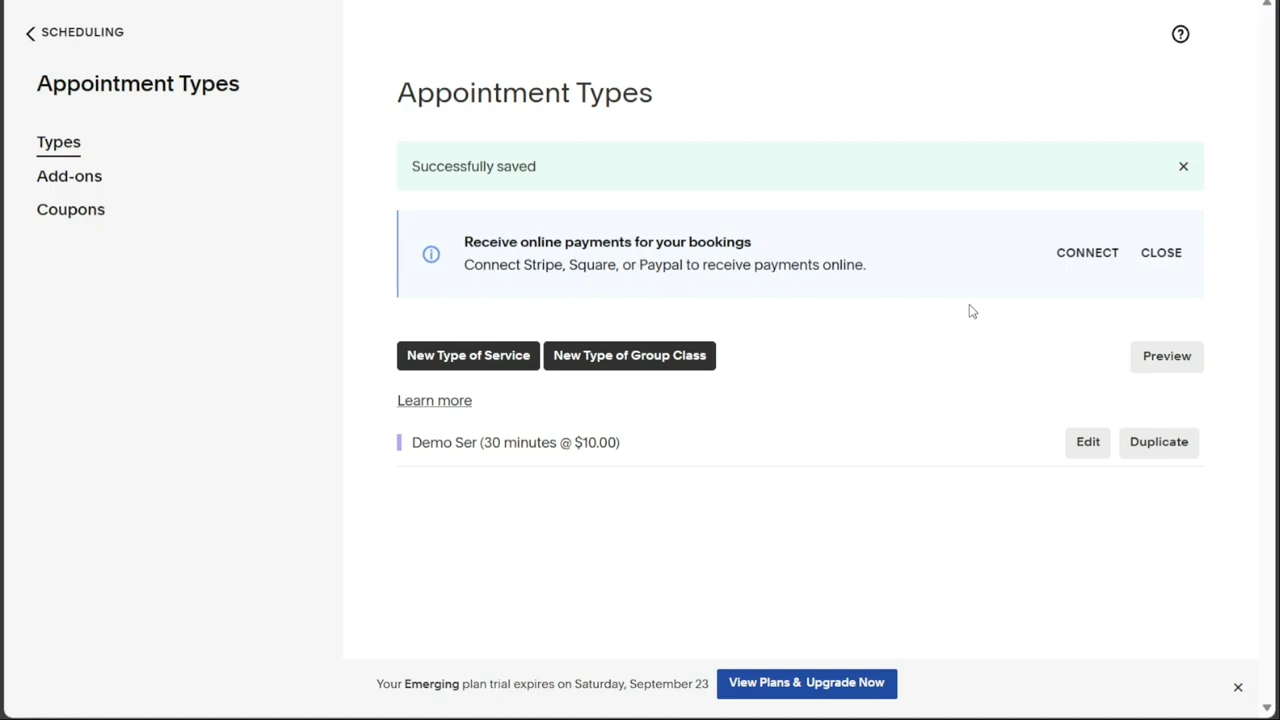 SCHEDULING
Appointment Types
Types
Add-ons
Coupons
Appointment Types
Successfully saved
Receive online payments for your bookings
Connect Stripe, Square, or Paypal to receive payments online.
CONNECT CLOSE
New Type of Service New Type of Group Class Preview
Learn more
Demo Ser (30 minutes @ $10.00) Edit Duplicate
Your Emerging plan trial expires on Saturday, September 23 View Plans & Upgrade Now